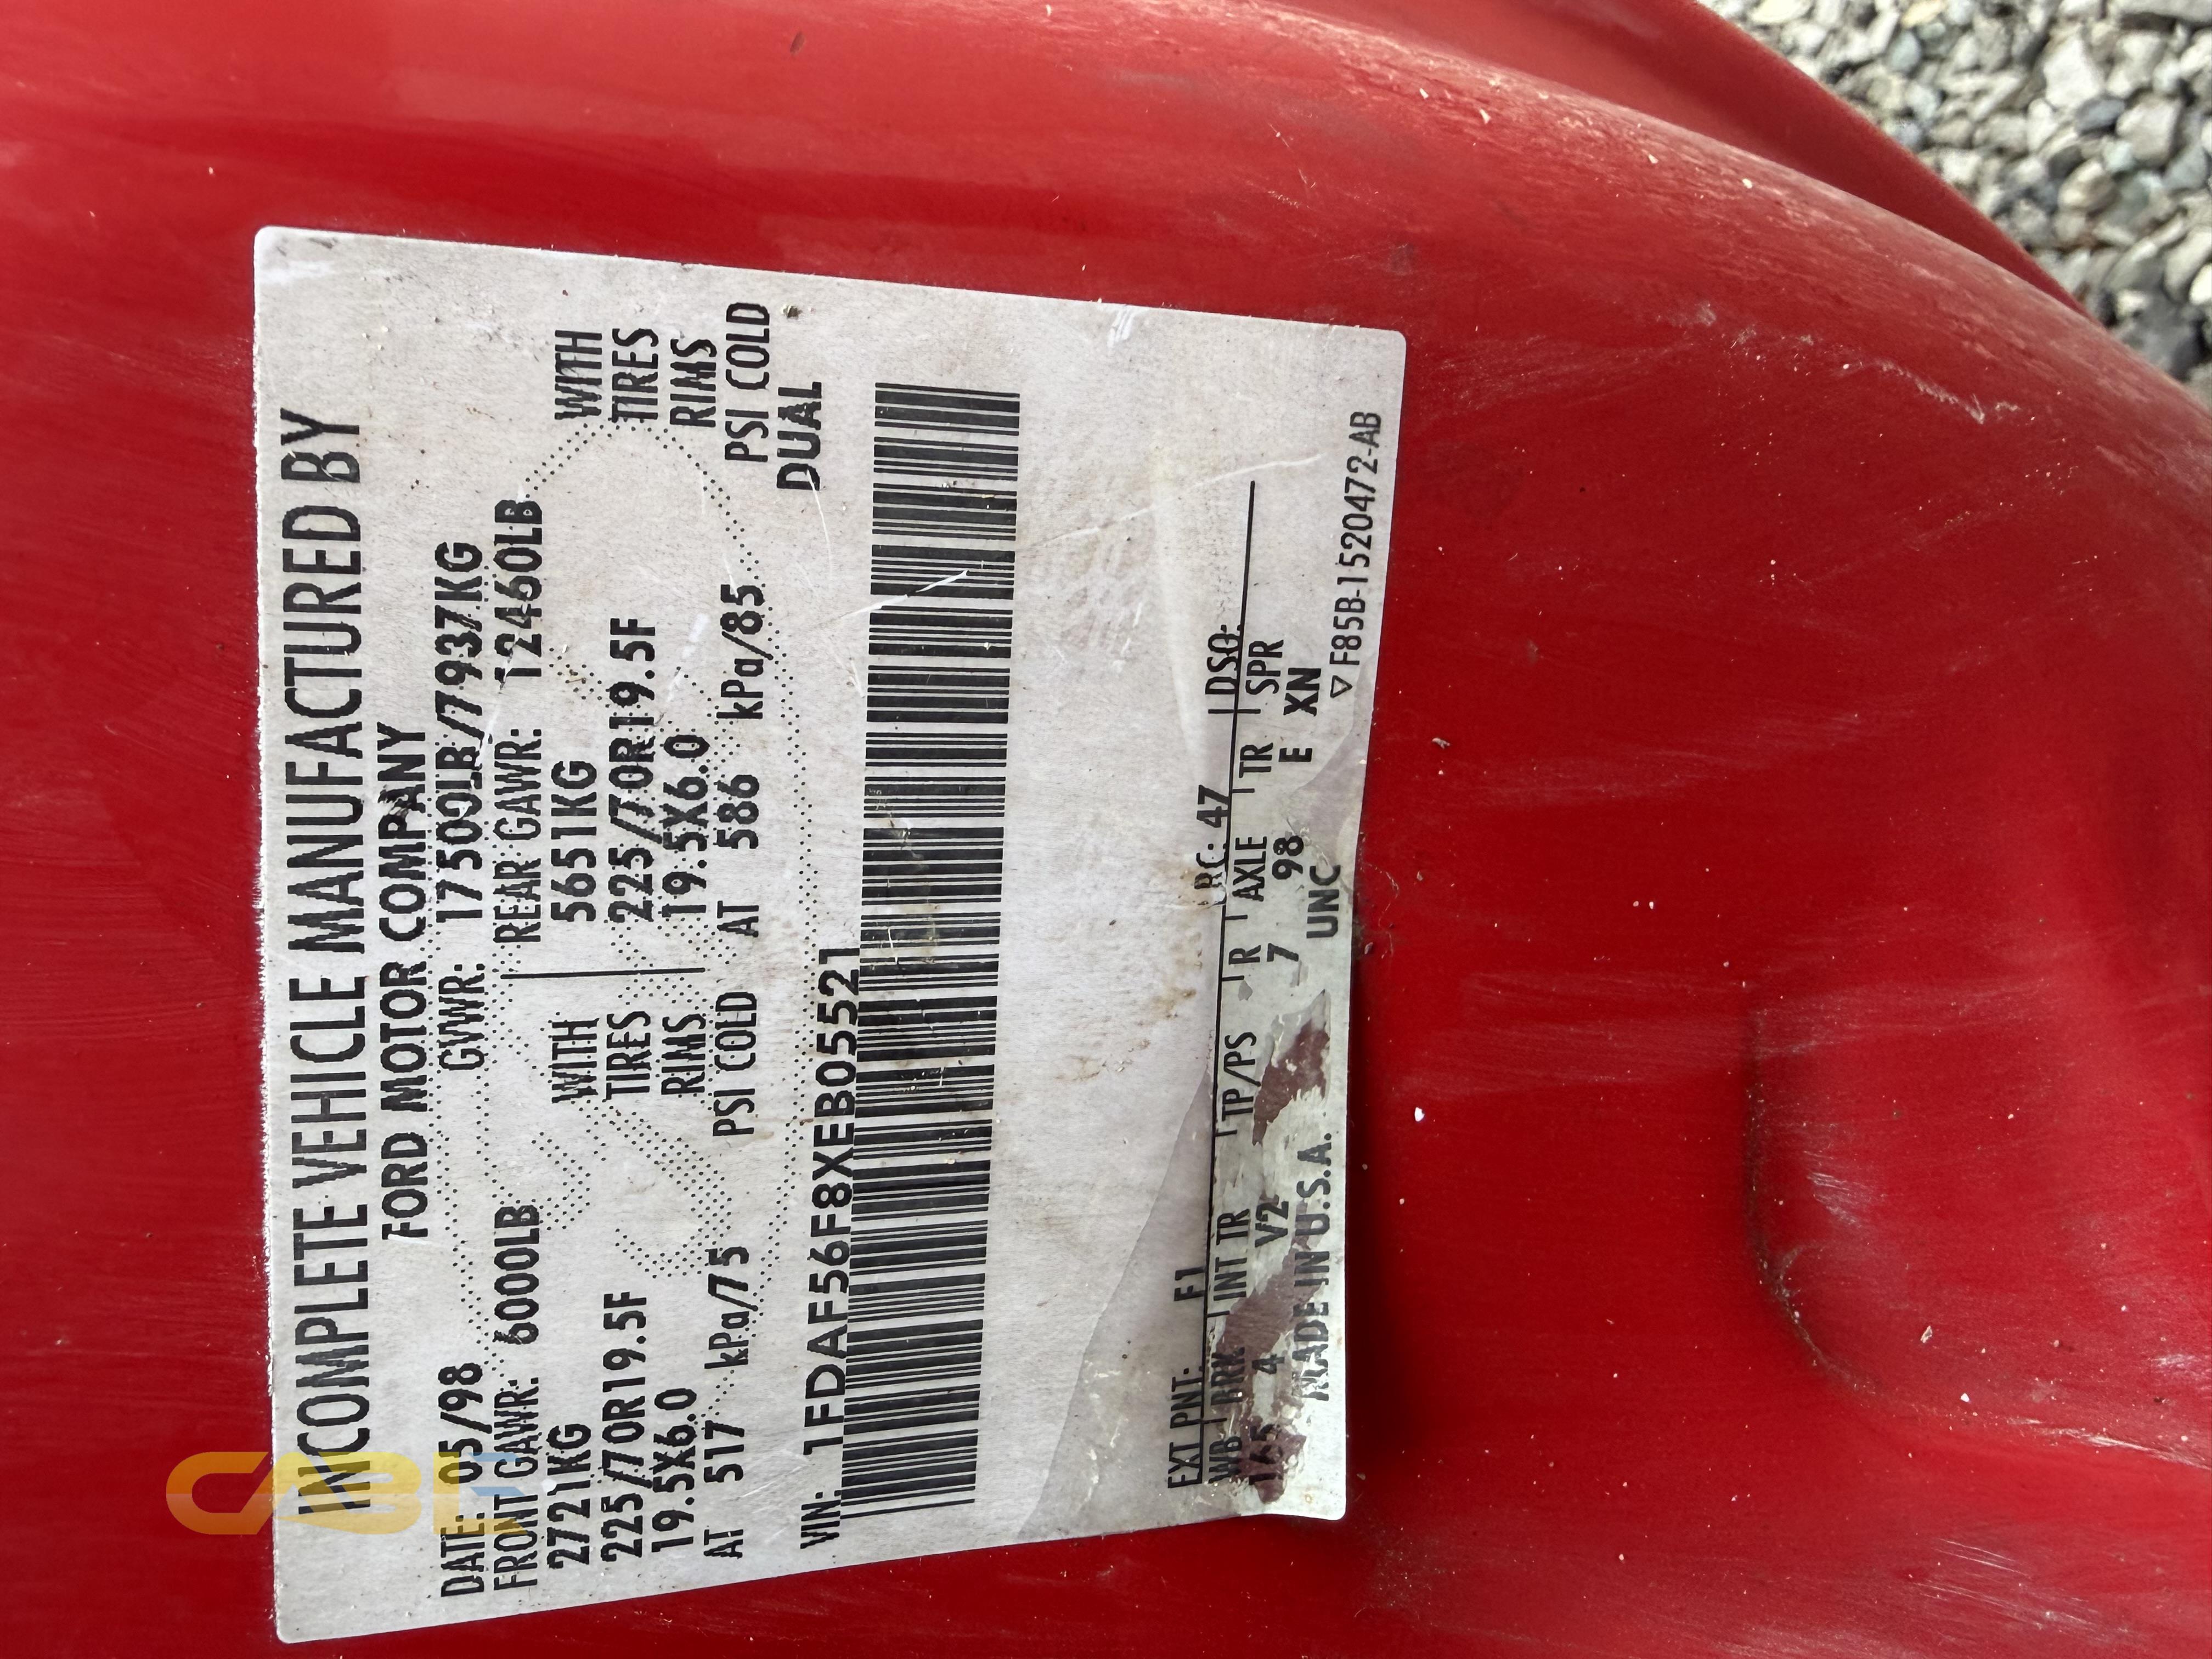 INCOMPLETE VEHICLE MANUFACTURED BY
FORD MOTOR COMPANY
DATE: 05/98 GVWR: 17500LB/7937KG
FRONT GAWR: 6000LB REAR GAWR: 12460LB
2721KG WITH 5651KG WITH
225/70R19.5F TIRES 225/70R19.5F TIRES
19.5X6.0 RIMS 19.5X6.0 RIMS
AT 517 kPa/75 PSI COLD AT 586 kPa/85 PSI COLD
DUAL
VIN: 1FDAF56F8XEB05521
EXT PNT: F1 RC: 47 DSO:
WB BRK INT TR TP/PS R AXLE TR SPR
165 4 V2 7 98 E XN
MADE IN U.S.A. UNC
▽ F85B-1520472-AB